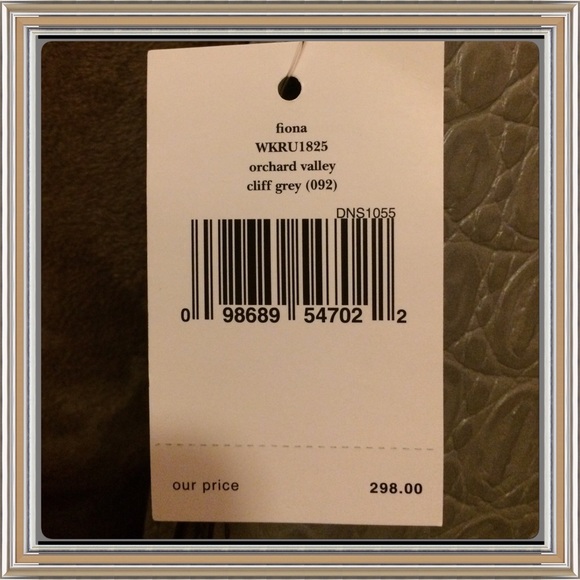 fiona
WKRU1825
orchard valley
cliff grey (092)
DNS1055
0 98689 54702 2
our price 298.00